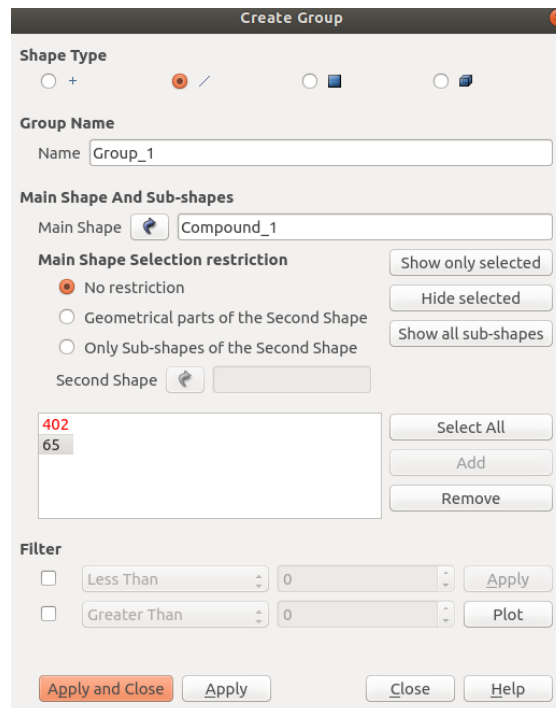 Create Group
Shape Type
Group Name
Name Group_1
Main Shape And Sub-shapes
Main Shape Compound_1
Main Shape Selection restriction
Show only selected
No restriction
Hide selected
Geometrical parts of the Second Shape
Show all sub-shapes
Only Sub-shapes of the Second Shape
Second Shape
402
65
Select All
Add
Remove
Filter
Less Than 0 Apply
Greater Than 0 Plot
Apply and Close Apply Close Help